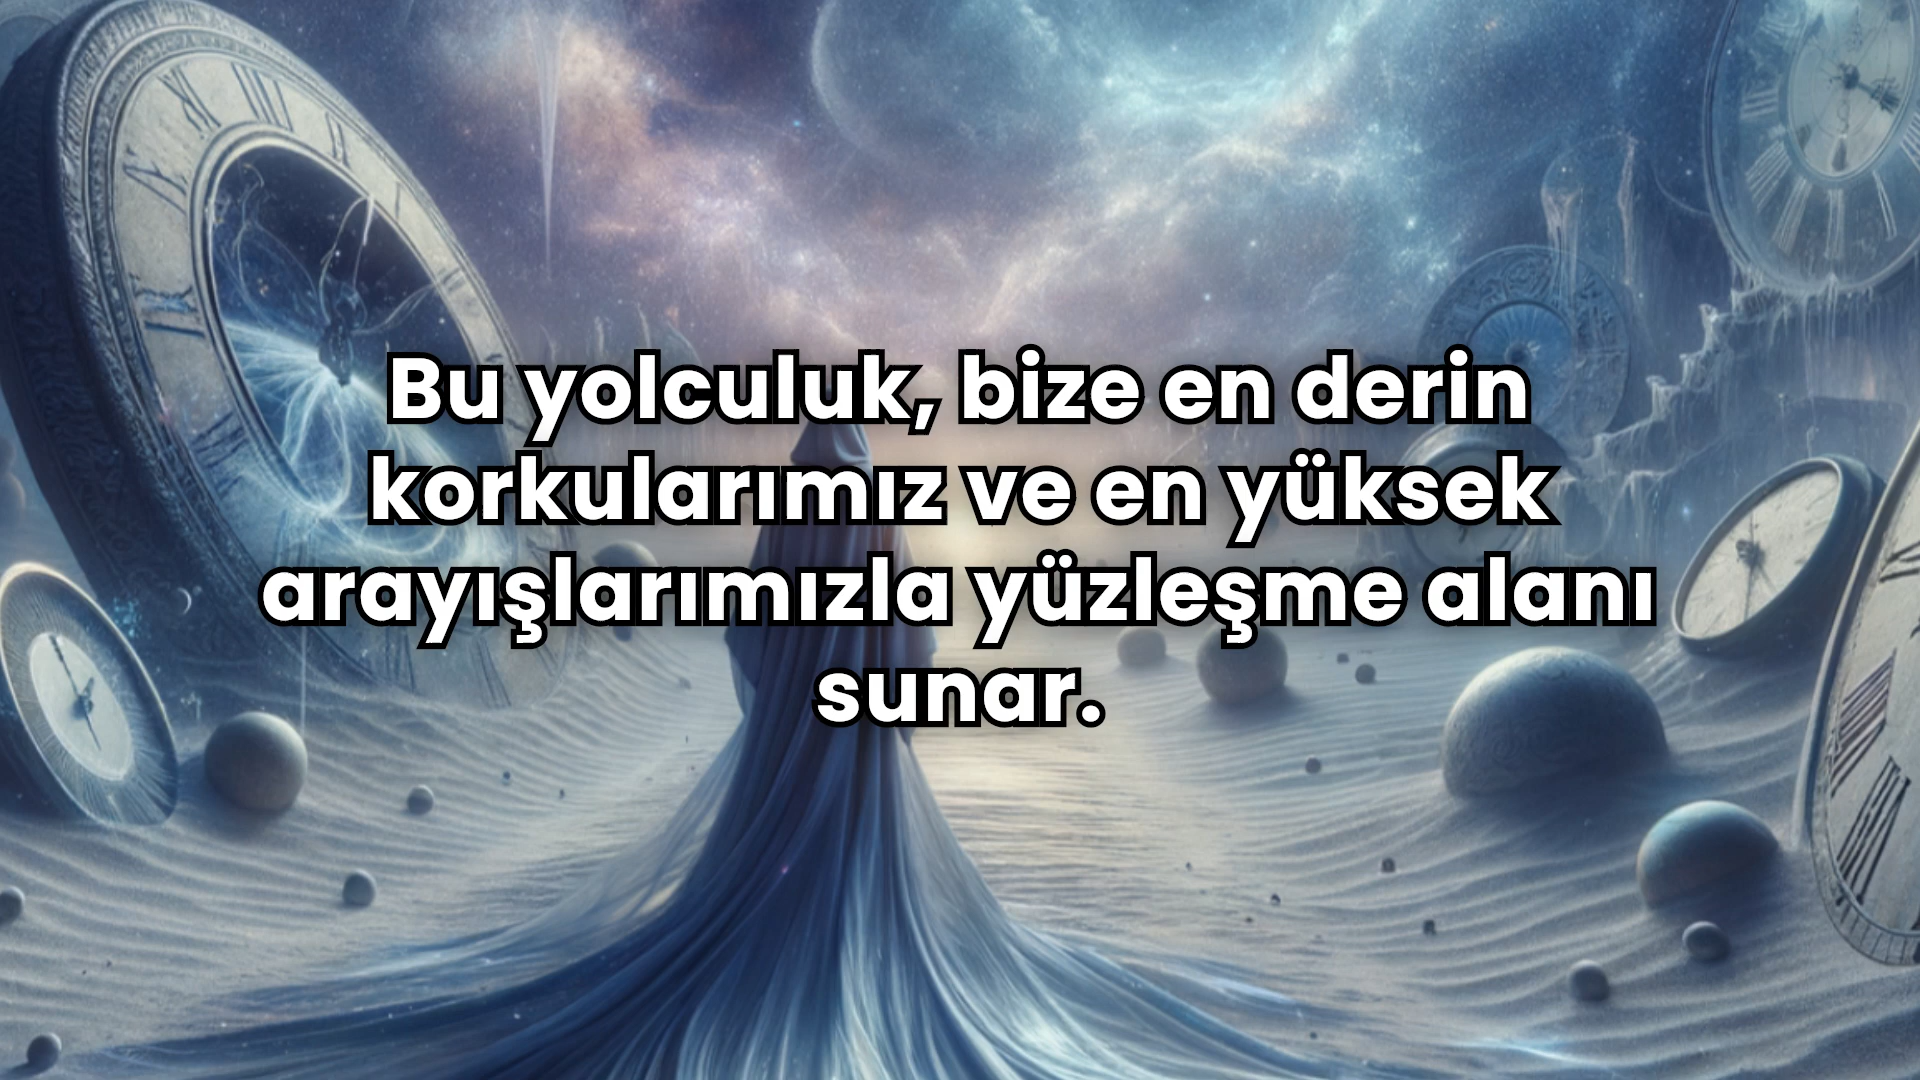 Bu yolculuk, bize en derin
korkularımız ve en yüksek
arayışlarımızla yüzleşme alanı
sunar.